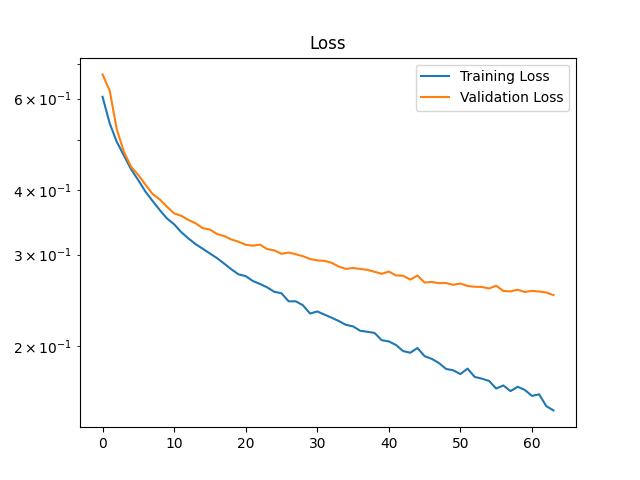 Loss
Training Loss
Validation Loss
6 × 10⁻¹
4 × 10⁻¹
3 × 10⁻¹
2 × 10⁻¹
0 10 20 30 40 50 60